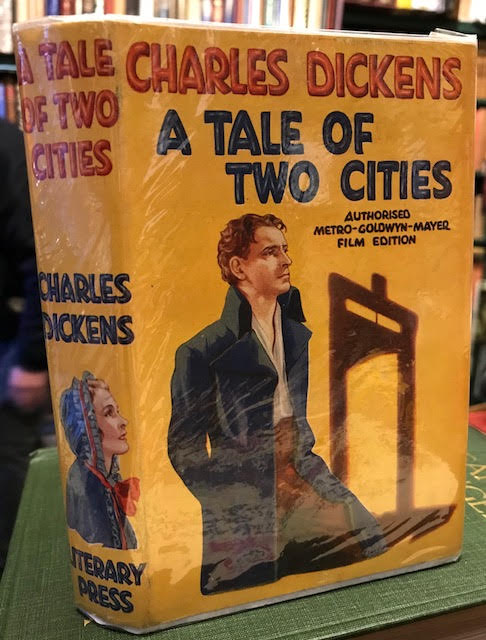 A TALE
OF TWO
CITIES
CHARLES
DICKENS
LITERARY
PRESS
CHARLES DICKENS
A TALE OF
TWO CITIES
AUTHORISED
METRO-GOLDWYN-MAYER
FILM EDITION